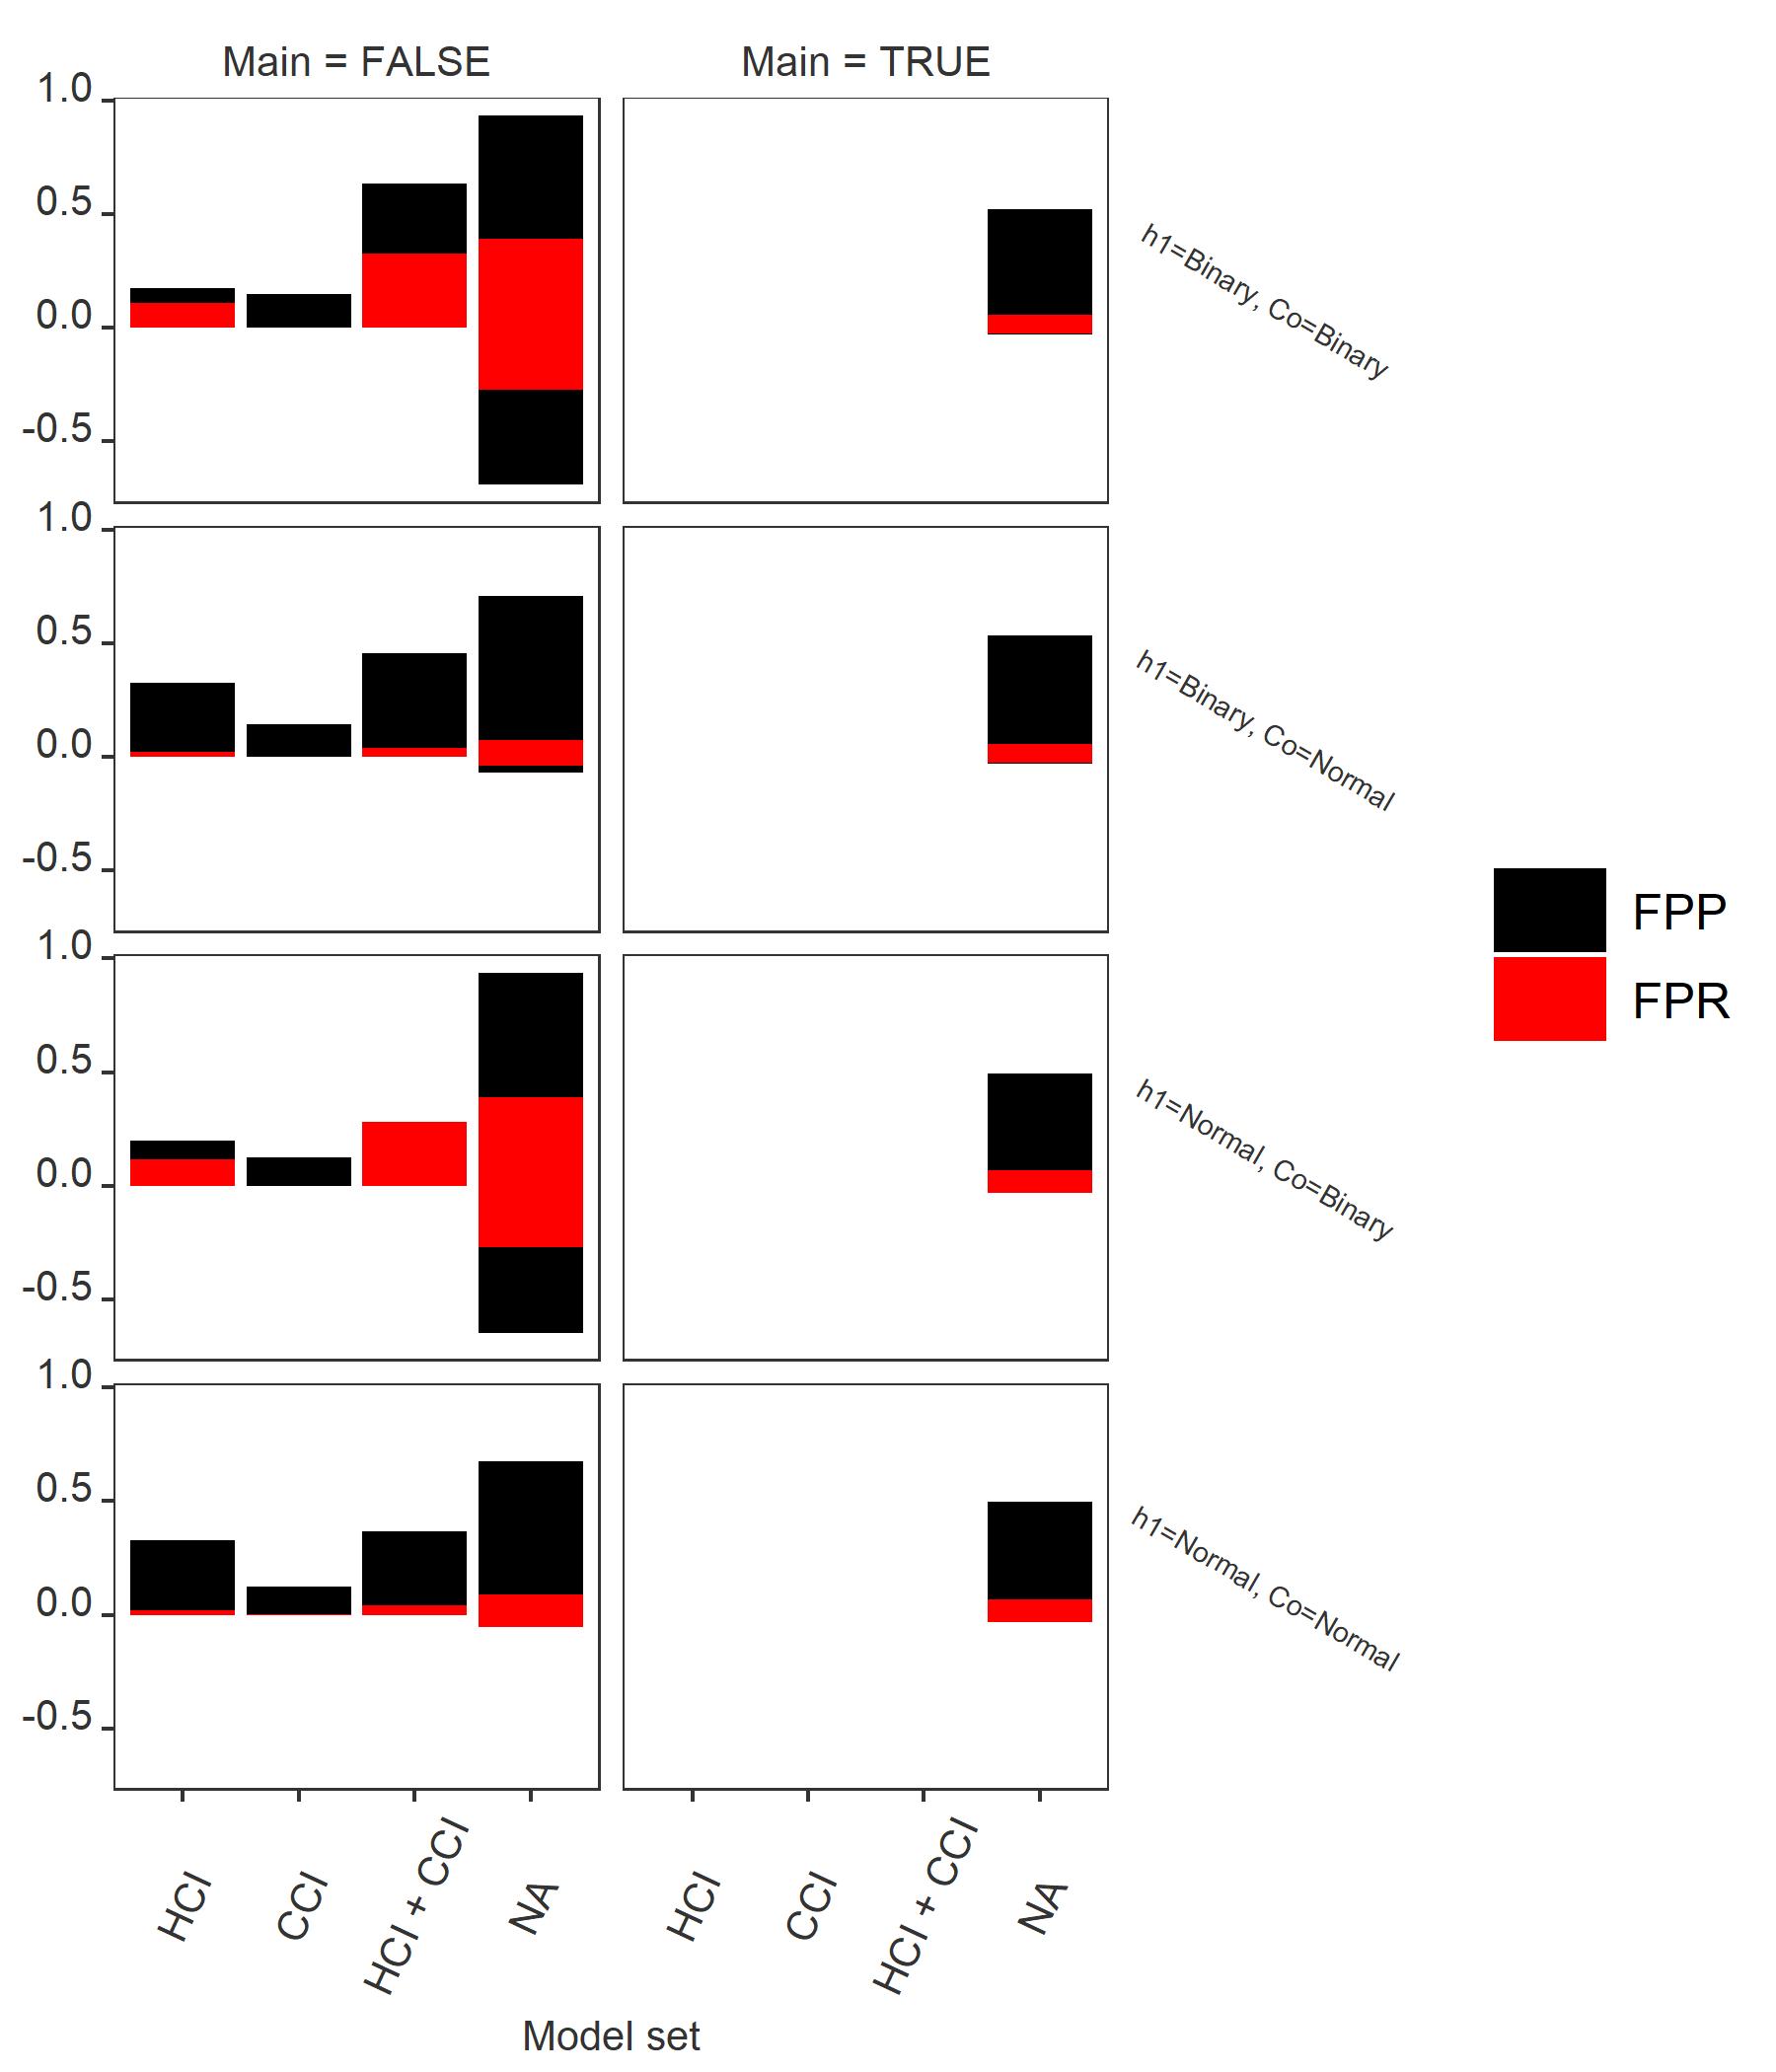 Main = FALSE Main = TRUE
1.0
0.5
0.0
-0.5
h1=Binary, Co=Binary
1.0
0.5
0.0
-0.5
h1=Binary, Co=Normal
1.0
0.5
0.0
-0.5
h1=Normal, Co=Binary
1.0
0.5
0.0
-0.5
h1=Normal, Co=Normal
FPP
FPR
HCI CCI HCI + CCI NA HCI CCI HCI + CCI NA
Model set